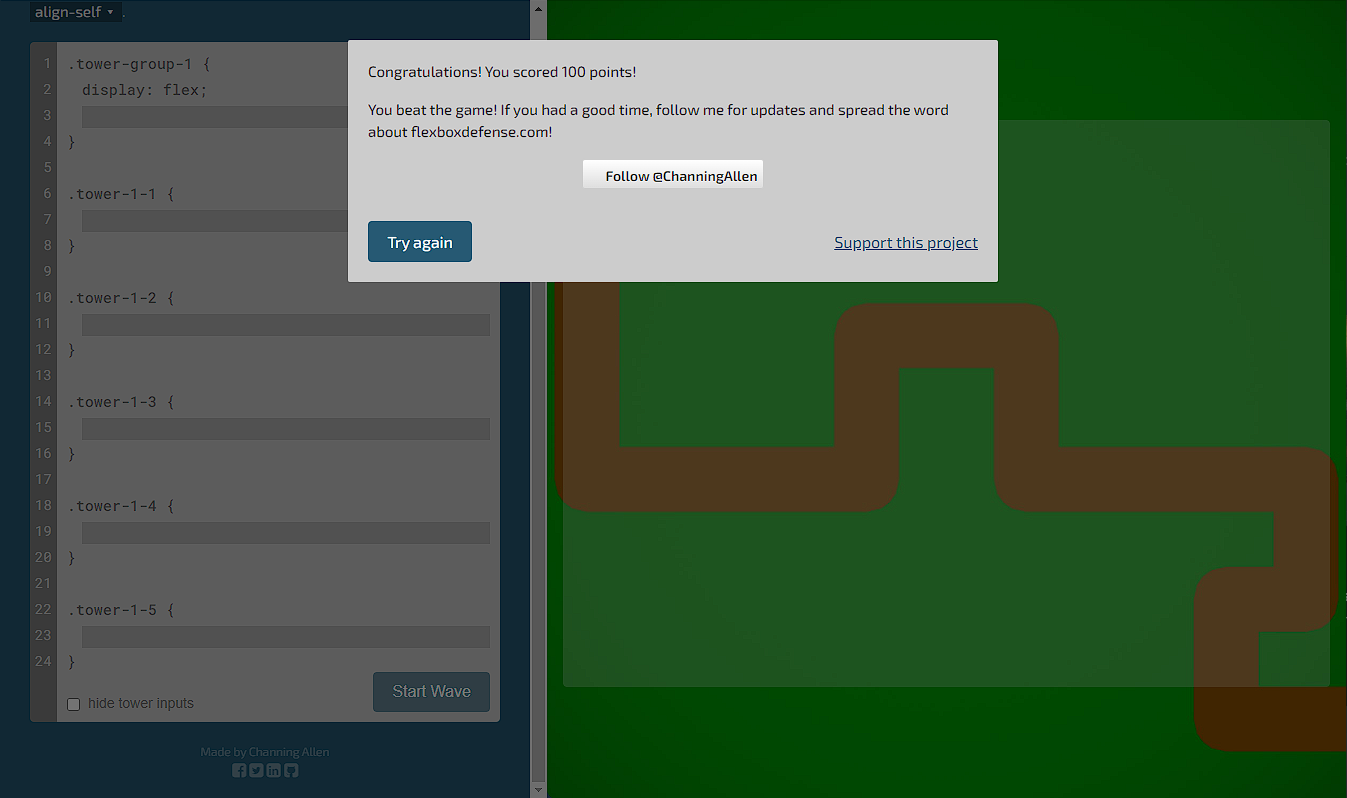 align-self ▾ .
Congratulations! You scored 100 points!
You beat the game! If you had a good time, follow me for updates and spread the word
about flexboxdefense.com!
Follow @ChanningAllen
Try again
Support this project
1 .tower-group-1 {
2 display: flex;
3
4 }
5
6 .tower-1-1 {
7
8 }
9
10 .tower-1-2 {
11
12 }
13
14 .tower-1-3 {
15
16 }
17
18 .tower-1-4 {
19
20 }
21
22 .tower-1-5 {
23
24 }
hide tower inputs
Start Wave
Made by Channing Allen